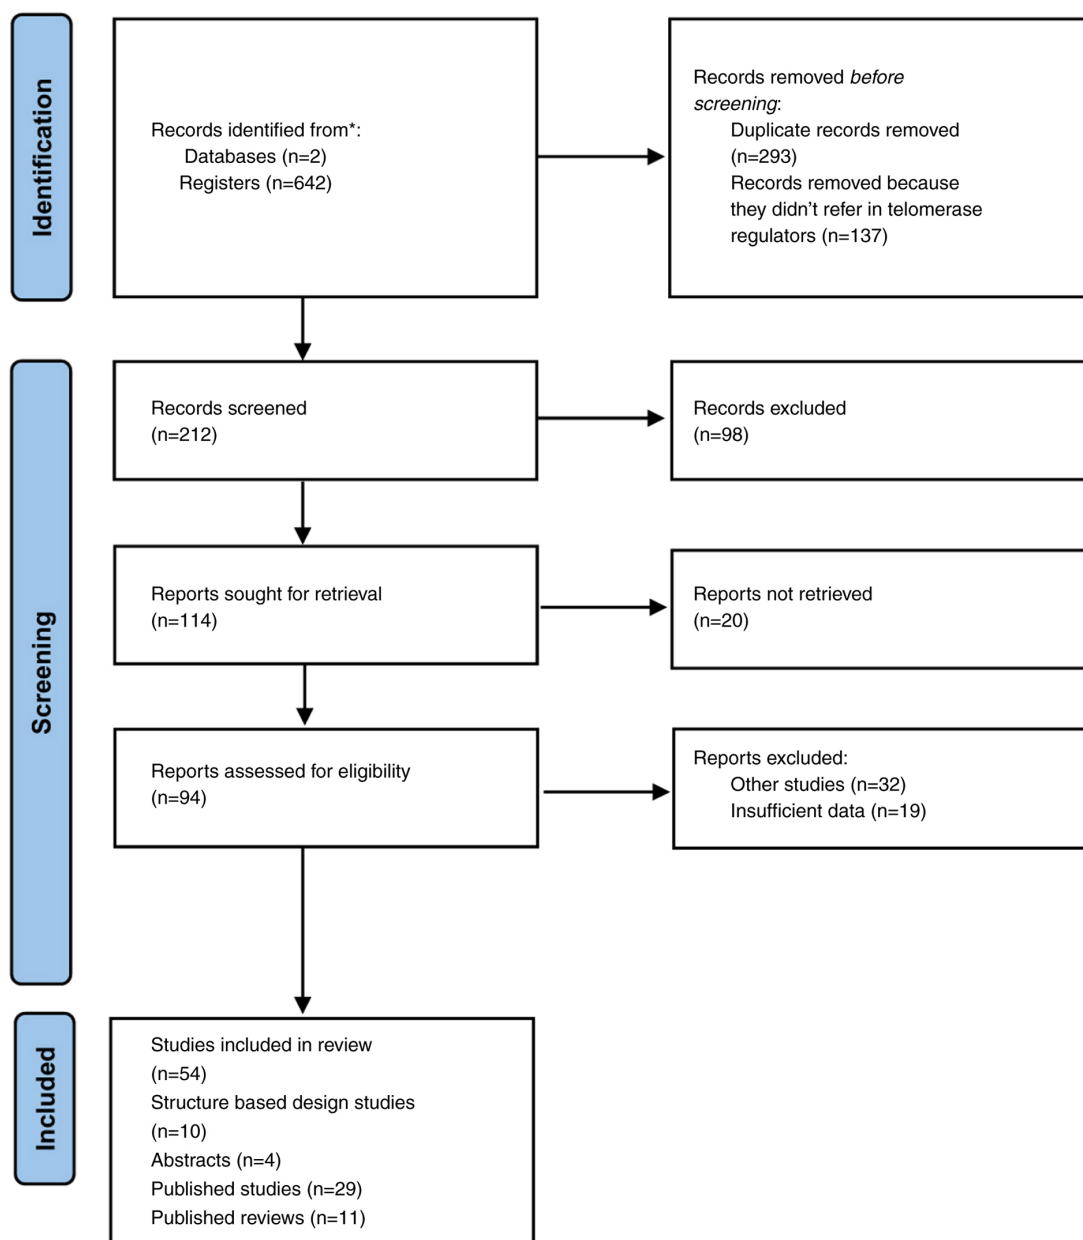 Identification
Records identified from*:
Databases (n=2)
Registers (n=642)
Records removed before
screening:
Duplicate records removed
(n=293)
Records removed because
they didn’t refer in telomerase
regulators (n=137)
Screening
Records screened
(n=212)
Records excluded
(n=98)
Reports sought for retrieval
(n=114)
Reports not retrieved
(n=20)
Reports assessed for eligibility
(n=94)
Reports excluded:
Other studies (n=32)
Insufficient data (n=19)
Included
Studies included in review
(n=54)
Structure based design studies
(n=10)
Abstracts (n=4)
Published studies (n=29)
Published reviews (n=11)